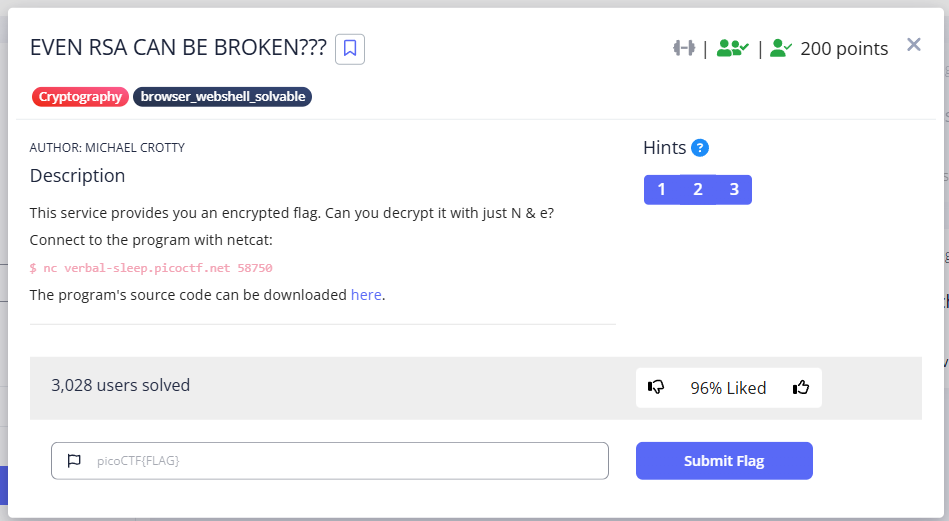 EVEN RSA CAN BE BROKEN???
| | 200 points
Cryptography browser_webshell_solvable
AUTHOR: MICHAEL CROTTY
Hints ?
Description
1 2 3
This service provides you an encrypted flag. Can you decrypt it with just N & e?
Connect to the program with netcat:
$ nc verbal-sleep.picoctf.net 58750
The program's source code can be downloaded here.
3,028 users solved
96% Liked
picoCTF{FLAG}
Submit Flag